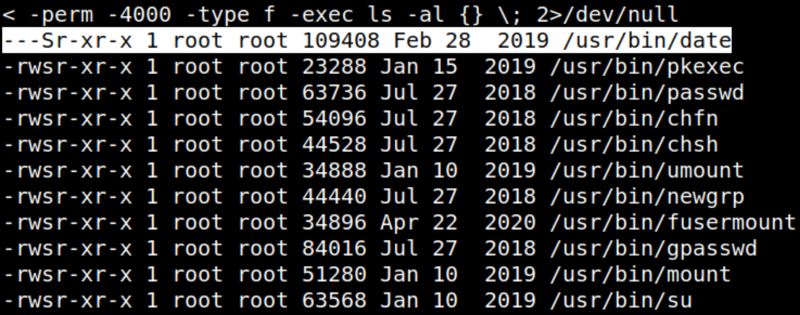 < -perm -4000 -type f -exec ls -al {} \; 2>/dev/null
---Sr-xr-x 1 root root 109408 Feb 28  2019 /usr/bin/date
-rwsr-xr-x 1 root root 23288 Jan 15  2019 /usr/bin/pkexec
-rwsr-xr-x 1 root root 63736 Jul 27  2018 /usr/bin/passwd
-rwsr-xr-x 1 root root 54096 Jul 27  2018 /usr/bin/chfn
-rwsr-xr-x 1 root root 44528 Jul 27  2018 /usr/bin/chsh
-rwsr-xr-x 1 root root 34888 Jan 10  2019 /usr/bin/umount
-rwsr-xr-x 1 root root 44440 Jul 27  2018 /usr/bin/newgrp
-rwsr-xr-x 1 root root 34896 Apr 22  2020 /usr/bin/fusermount
-rwsr-xr-x 1 root root 84016 Jul 27  2018 /usr/bin/gpasswd
-rwsr-xr-x 1 root root 51280 Jan 10  2019 /usr/bin/mount
-rwsr-xr-x 1 root root 63568 Jan 10  2019 /usr/bin/su